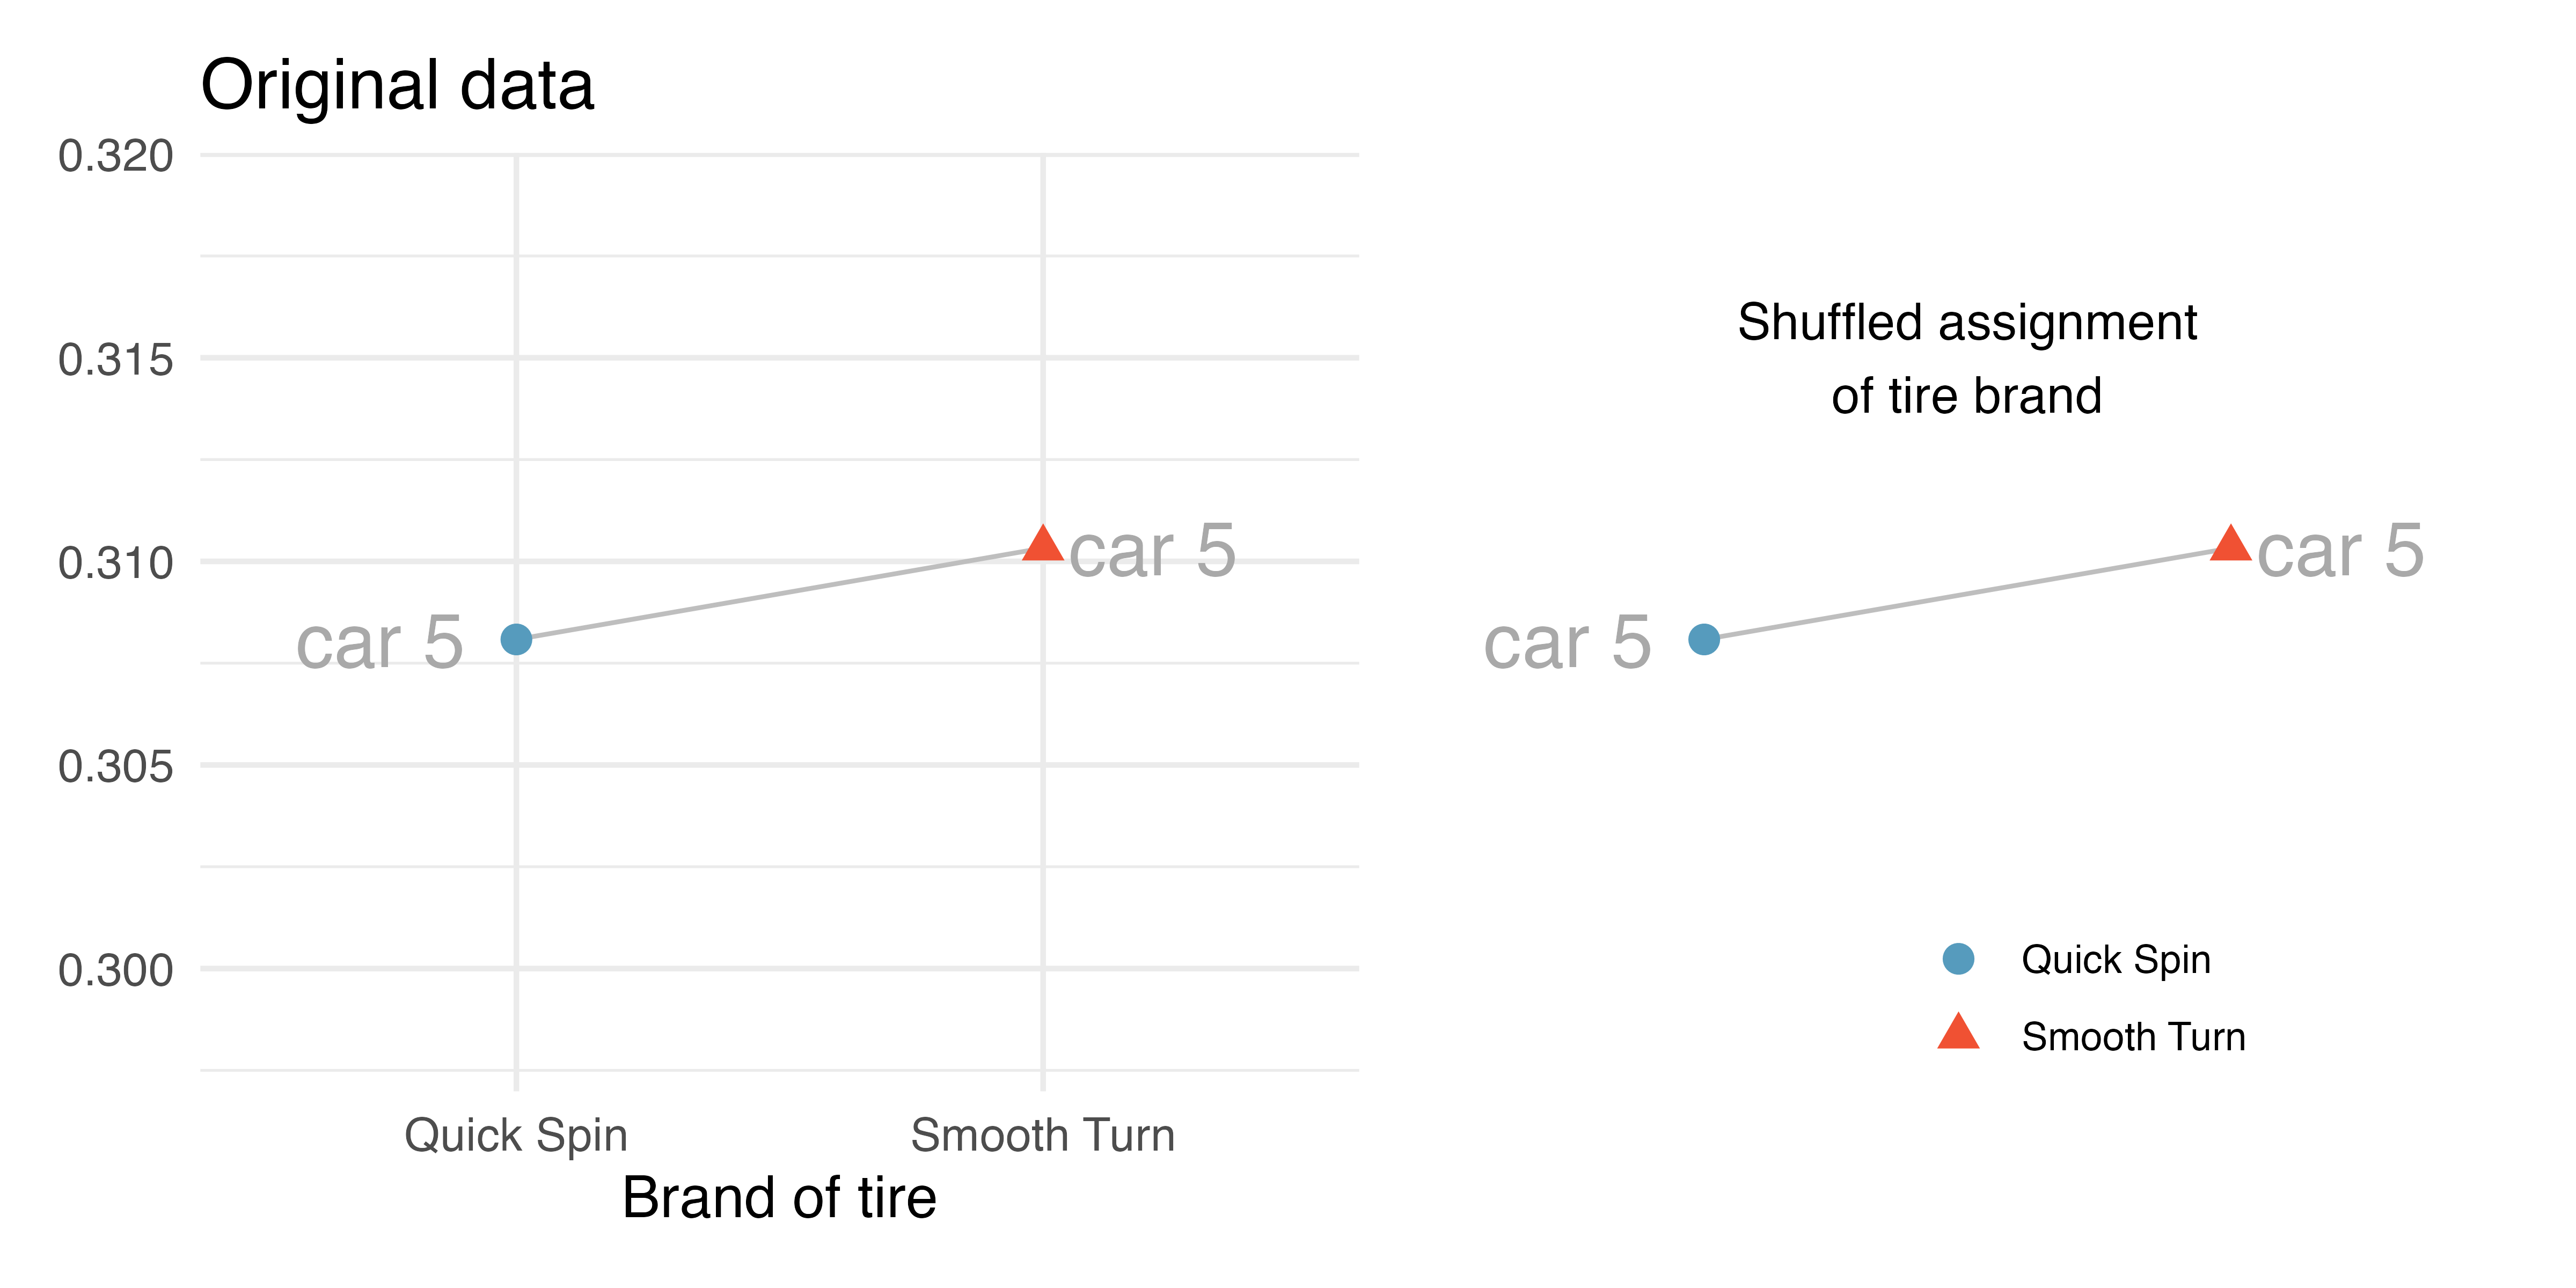 Original data
0.320
0.315
0.310
0.305
0.300
car 5
car 5
Quick Spin
Smooth Turn
Brand of tire
Shuffled assignment
of tire brand
car 5
car 5
Quick Spin
Smooth Turn